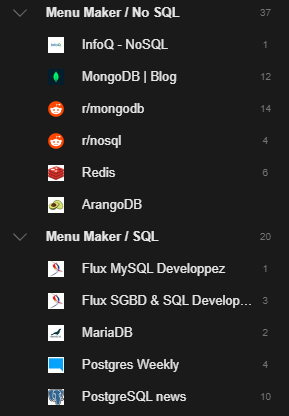 Menu Maker / No SQL 37
InfoQ - NoSQL 1
MongoDB | Blog 12
r/mongodb 14
r/nosql 4
Redis 6
ArangoDB
Menu Maker / SQL 20
Flux MySQL Developpez 1
Flux SGBD & SQL Develop... 3
MariaDB 2
Postgres Weekly 4
PostgreSQL news 10